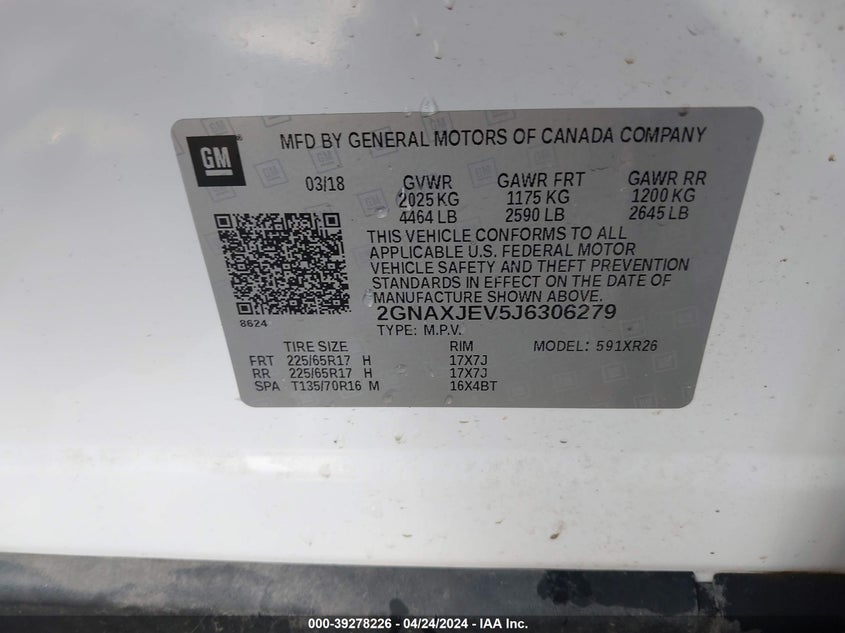 GM
MFD BY GENERAL MOTORS OF CANADA COMPANY
03/18 GVWR GAWR FRT GAWR RR
2025 KG 1175 KG 1200 KG
4464 LB 2590 LB 2645 LB
THIS VEHICLE CONFORMS TO ALL
APPLICABLE U.S. FEDERAL MOTOR
VEHICLE SAFETY AND THEFT PREVENTION
STANDARDS IN EFFECT ON THE DATE OF
MANUFACTURE SHOWN ABOVE.
8624
2GNAXJEV5J6306279
TYPE: M.P.V.
TIRE SIZE RIM MODEL: 591XR26
FRT 225/65R17 H 17X7J
RR 225/65R17 H 17X7J
SPA T135/70R16 M 16X4BT
000-39278226 - 04/24/2024 - IAA Inc.